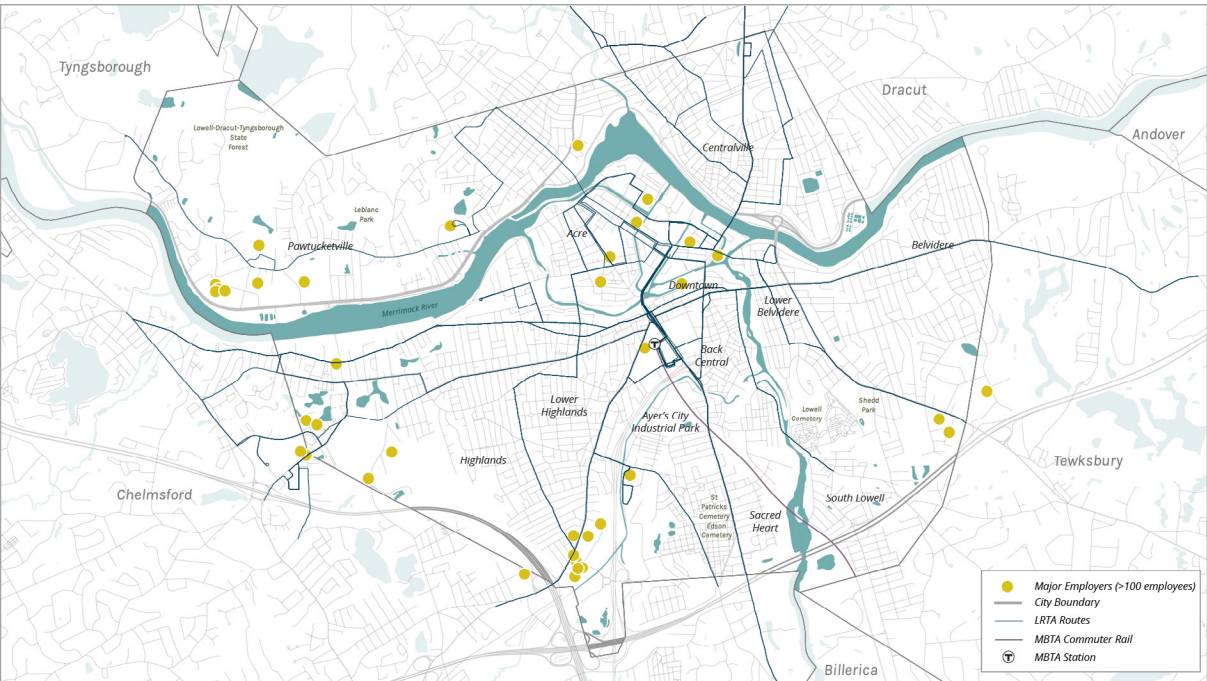 Tyngsborough
Dracut
Andover
Lowell-Dracut-Tyngsborough
State
Forest
Centralville
Leblanc
Park
Acre
Pawtucketville
Belvidere
Downtown
Merrimack River
Lower
Belvidere
Back
Central
Lower
Highlands
Ayer's City
Industrial Park
Lowell
Cemetery
Shedd
Park
Highlands
Tewksbury
Chelmsford
St
Patricks
Cemetery
Edson
Cemetery
South Lowell
Sacred
Heart
Billerica
Major Employers (>100 employees)
City Boundary
LRTA Routes
MBTA Commuter Rail
T MBTA Station
T